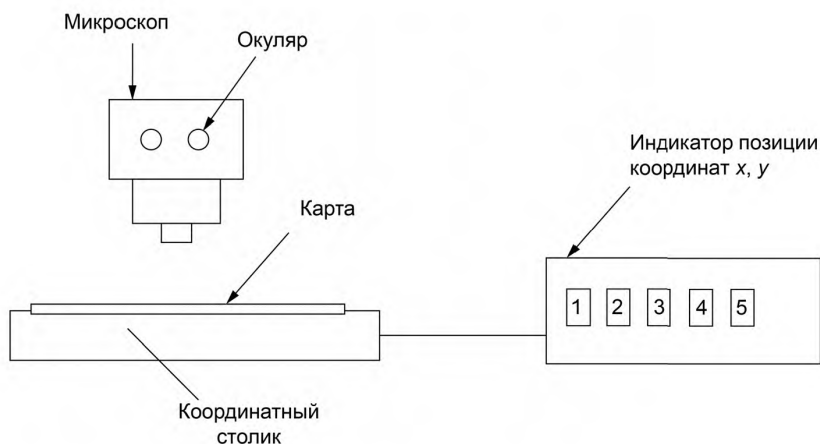 Микроскоп
Окуляр
Индикатор позиции
координат x, y
Карта
1 2 3 4 5
Координатный
столик